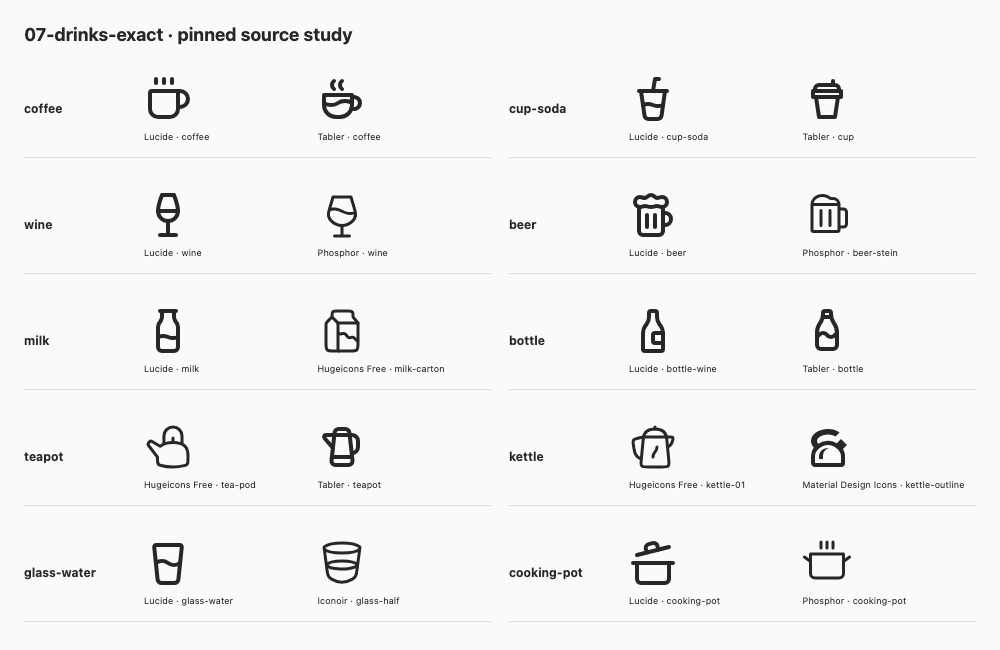 07-drinks-exact · pinned source study
coffee
Lucide · coffee
Tabler · coffee
cup-soda
Lucide · cup-soda
Tabler · cup
wine
Lucide · wine
Phosphor · wine
beer
Lucide · beer
Phosphor · beer-stein
milk
Lucide · milk
Hugeicons Free · milk-carton
bottle
Lucide · bottle-wine
Tabler · bottle
teapot
Hugeicons Free · tea-pod
Tabler · teapot
kettle
Hugeicons Free · kettle-01
Material Design Icons · kettle-outline
glass-water
Lucide · glass-water
Iconoir · glass-half
cooking-pot
Lucide · cooking-pot
Phosphor · cooking-pot